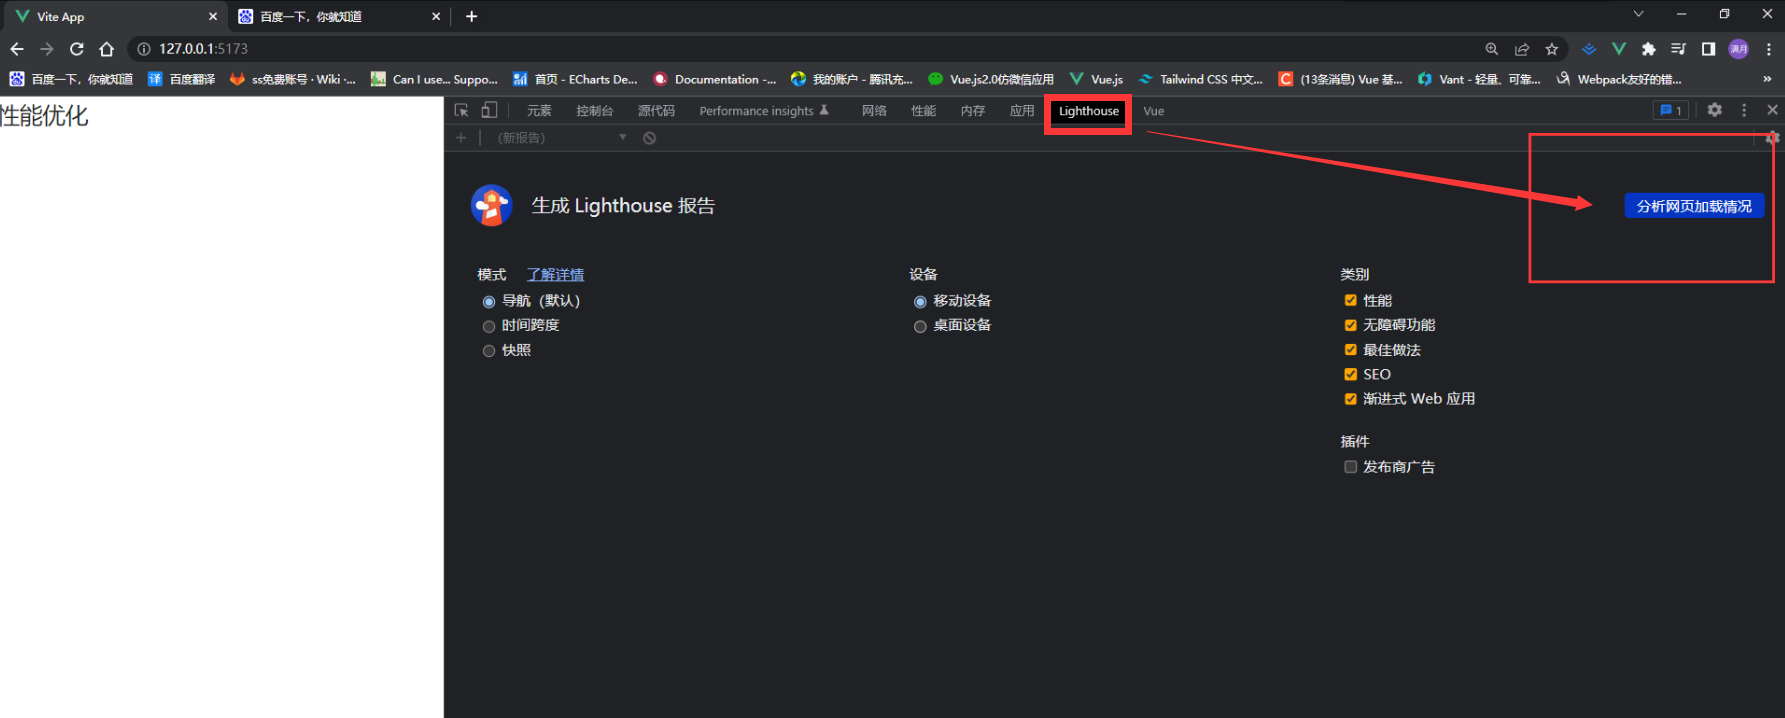 Vite App
百度一下，你就知道
127.0.0.1:5173
满月
百度一下，你就知道
百度翻译
ss免费账号 · Wiki ·...
Can I use... Suppo...
首页 - ECharts De...
Documentation -...
我的账户 - 腾讯充...
Vue.js2.0仿微信应用
Vue.js
Tailwind CSS 中文...
(13条消息) Vue 基...
Vant - 轻量、可靠...
Webpack友好的错...
»
性能优化
元素
控制台
源代码
Performance insights
网络
性能
内存
应用
Lighthouse
Vue
1
(新报告)
生成 Lighthouse 报告
分析网页加载情况
模式 了解详情
导航（默认）
时间跨度
快照
设备
移动设备
桌面设备
类别
性能
无障碍功能
最佳做法
SEO
渐进式 Web 应用
插件
发布商广告